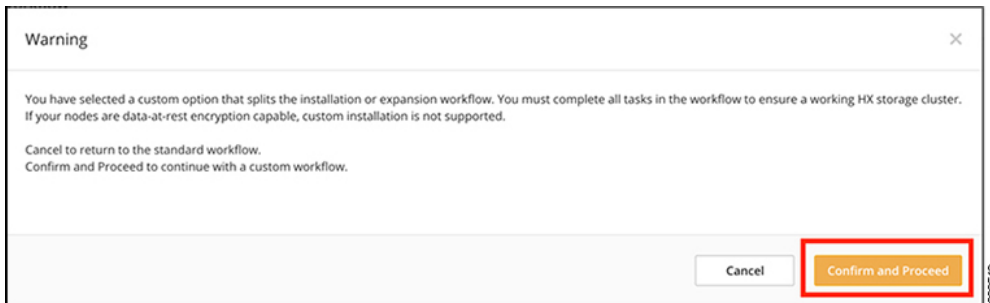 Warning
You have selected a custom option that splits the installation or expansion workflow. You must complete all tasks in the workflow to ensure a working HX storage cluster.
If your nodes are data-at-rest encryption capable, custom installation is not supported.
Cancel to return to the standard workflow.
Confirm and Proceed to continue with a custom workflow.
Cancel
Confirm and Proceed